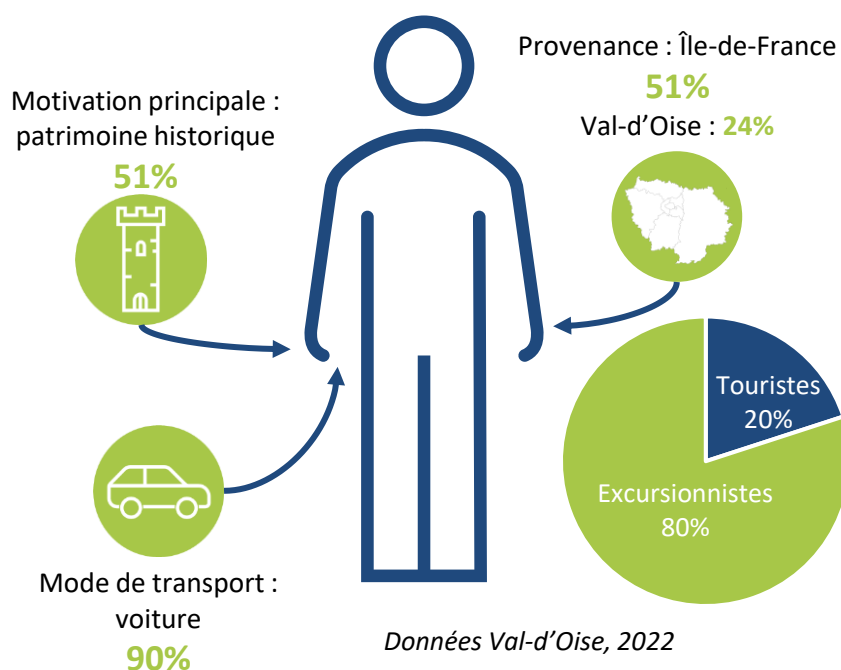 Motivation principale :
patrimoine historique
51%
Provenance : Île-de-France
51%
Val-d’Oise : 24%
Touristes
20%
Excursionnistes
80%
Mode de transport :
voiture
90%
Données Val-d’Oise, 2022